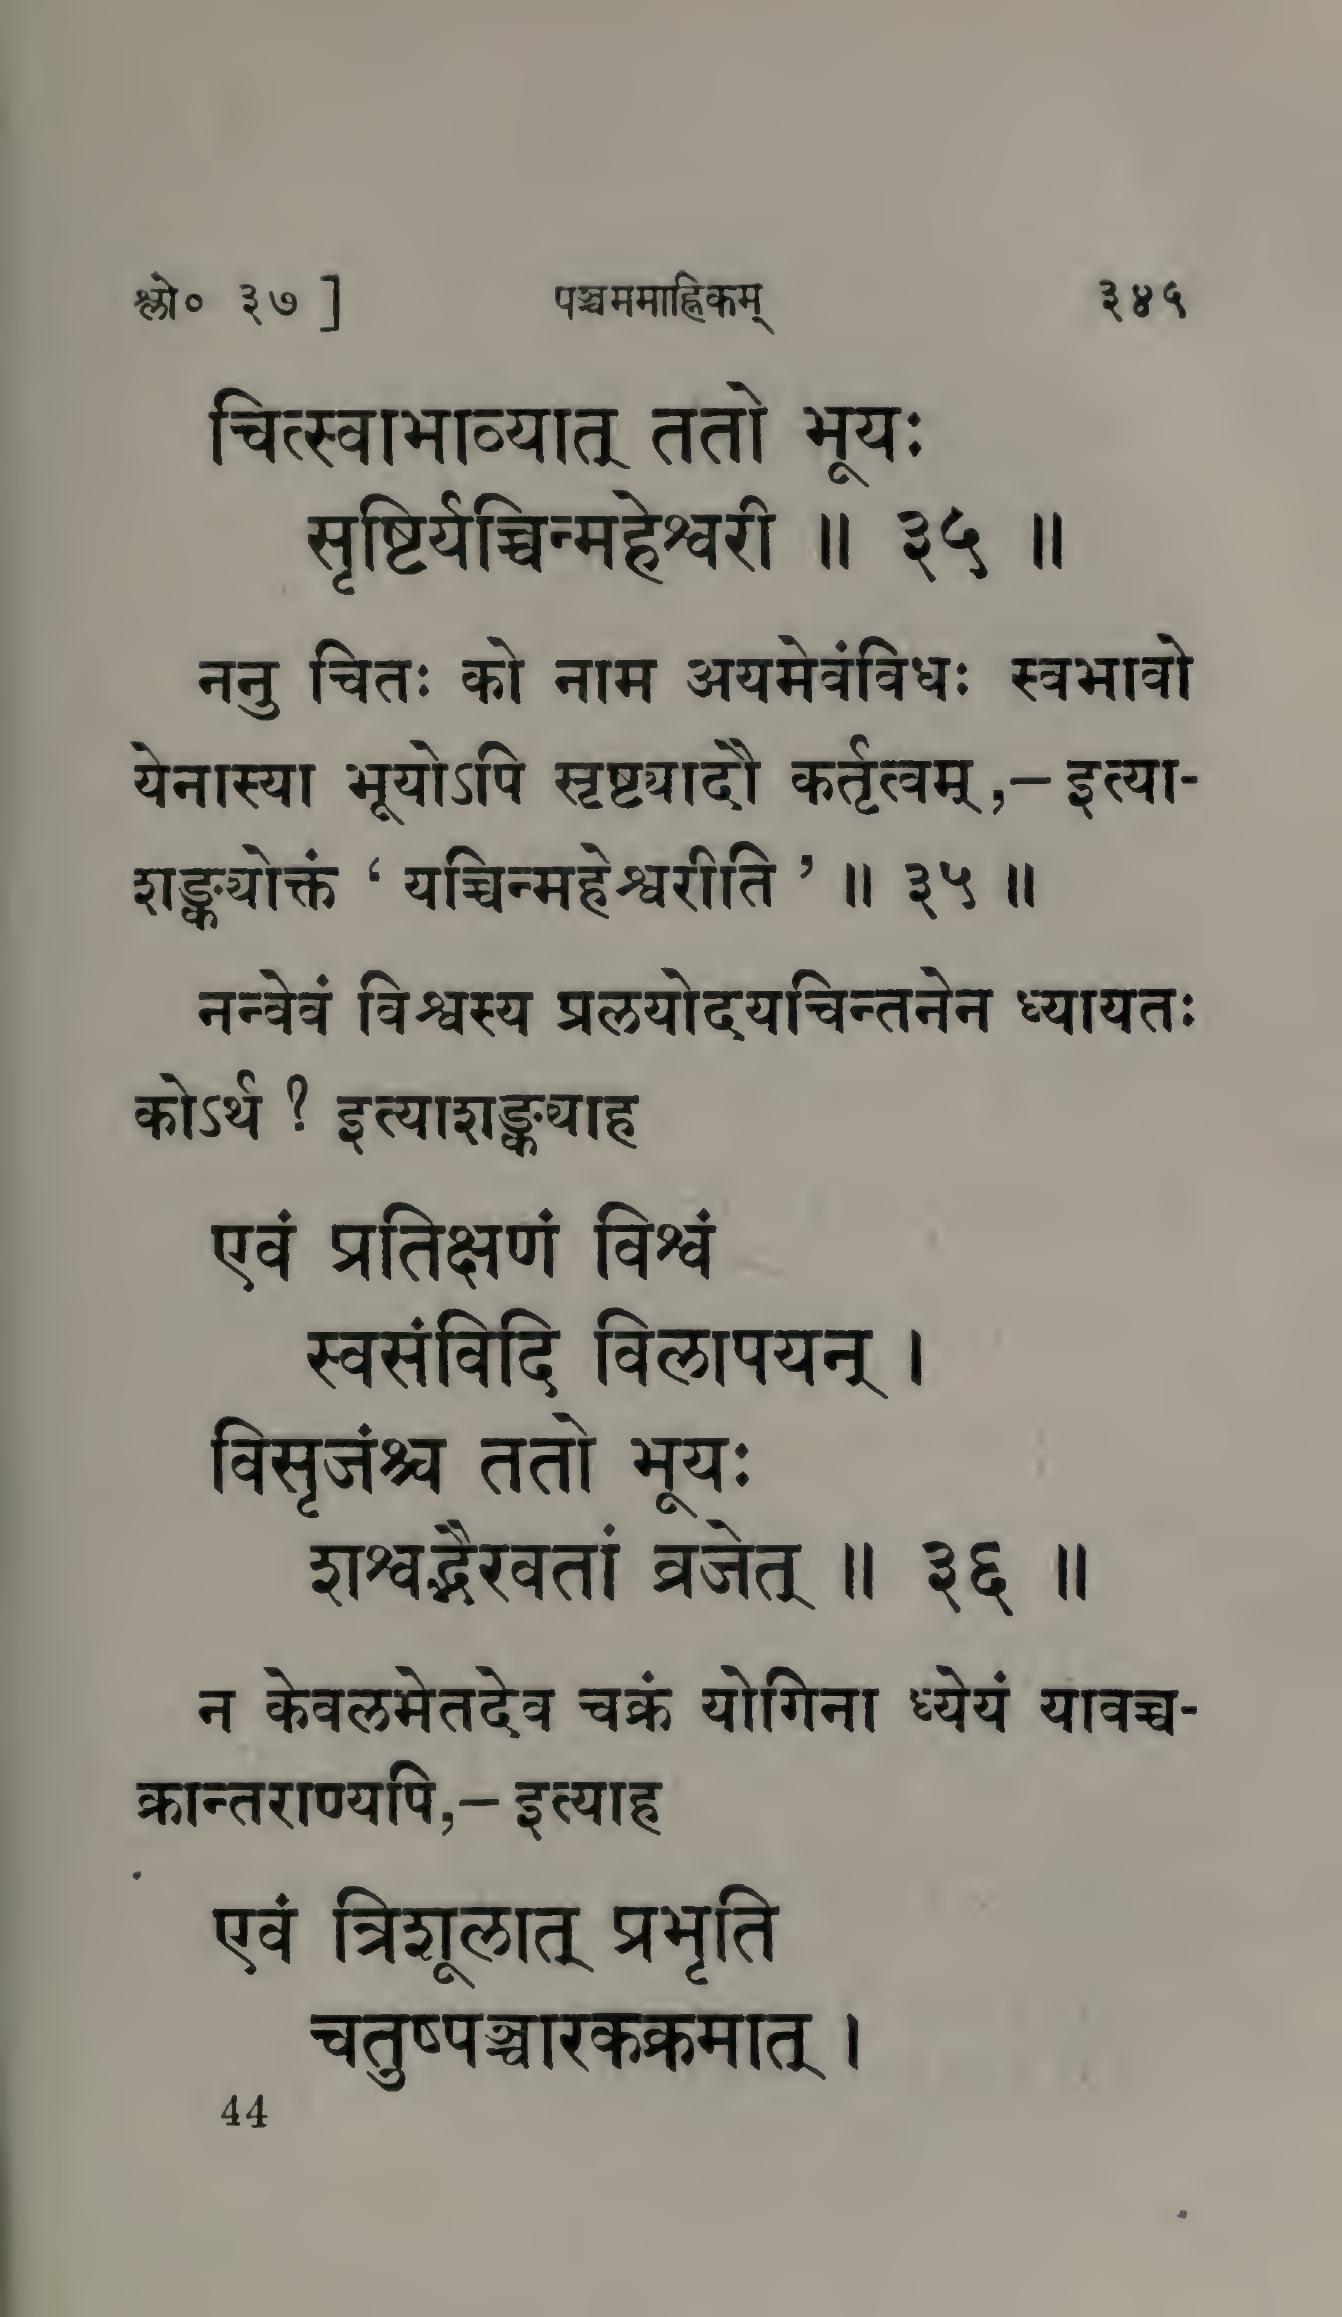 श्लो० ३७ ] पञ्चममाह्निकम् ३४५
चित्स्वाभाव्यात् ततो भूयः
सृष्टिर्यच्चिन्महेश्वरी ॥ ३५ ॥
ननु चितः को नाम अयमेवंविधः स्वभावो
येनास्या भूयोऽपि सृष्ट्यादौ कर्तृत्वम्,– इत्या-
शङ्क्योक्तं ‘ यच्चिन्महेश्वरीति ’ ॥ ३५ ॥
नन्वेवं विश्वस्य प्रलयोदयचिन्तनेन ध्यायतः
कोऽर्थ ? इत्याशङ्क्याह
एवं प्रतिक्षणं विश्वं
स्वसंविदि विलापयन् ।
विसृजंश्च ततो भूयः
शश्वद्भैरवतां व्रजेत् ॥ ३६ ॥
न केवलमेतदेव चक्रं योगिना ध्येयं यावच्च-
क्रान्तराण्यपि,– इत्याह
एवं त्रिशूलात् प्रभृति
चतुष्पञ्चारकक्रमात् ।
44